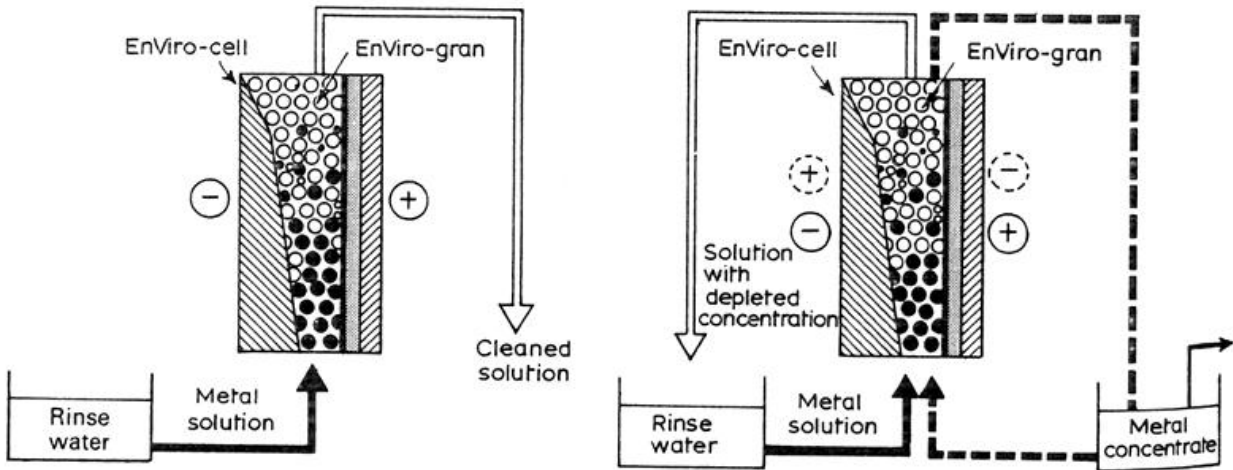 EnViro-cell
EnViro-gran
−
+
Cleaned
solution
Metal
solution
Rinse
water
EnViro-cell
EnViro-gran
+
−
−
+
Solution
with
depleted
concentration
Metal
solution
Rinse
water
Metal
concentrate